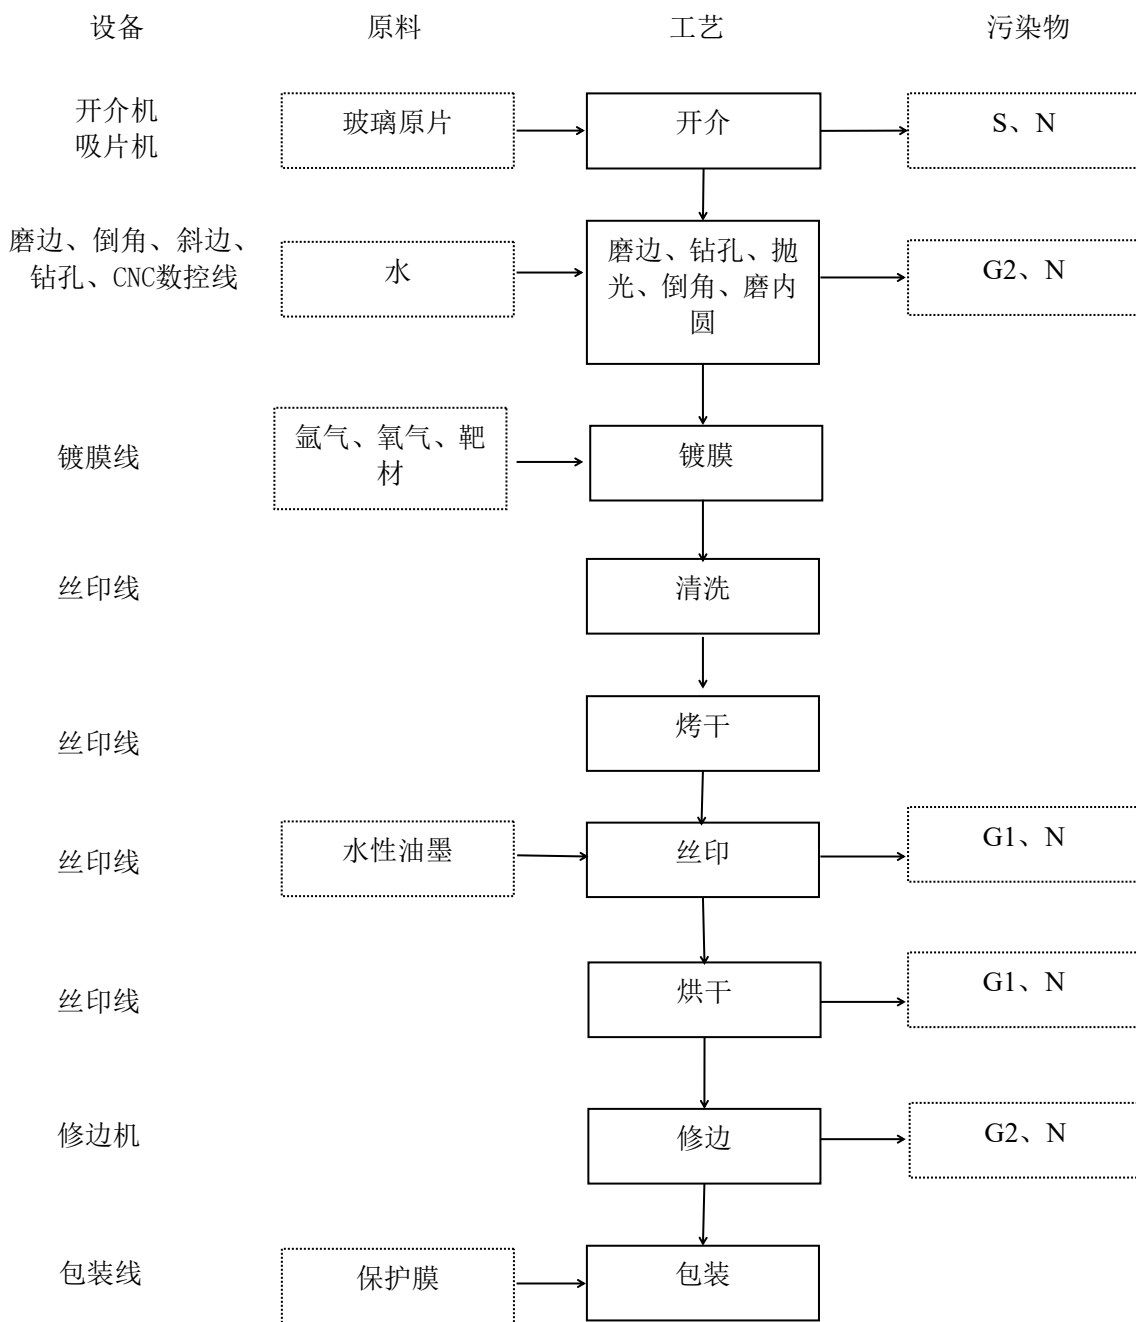 设备 原料 工艺 污染物
开介机
吸片机
玻璃原片
开介
S、N
磨边、倒角、斜边、
钻孔、CNC数控线
水
磨边、钻孔、抛
光、倒角、磨内
圆
G2、N
镀膜线
氩气、氧气、靶
材
镀膜
丝印线
清洗
丝印线
烤干
丝印线
水性油墨
丝印
G1、N
丝印线
烘干
G1、N
修边机
修边
G2、N
包装线
保护膜
包装